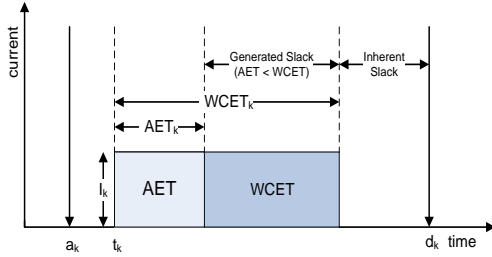 current
Generated Slack
(AET < WCET)
Inherent
Slack
WCETk
AETk
Ik
AET
WCET
ak
tk
dk
time